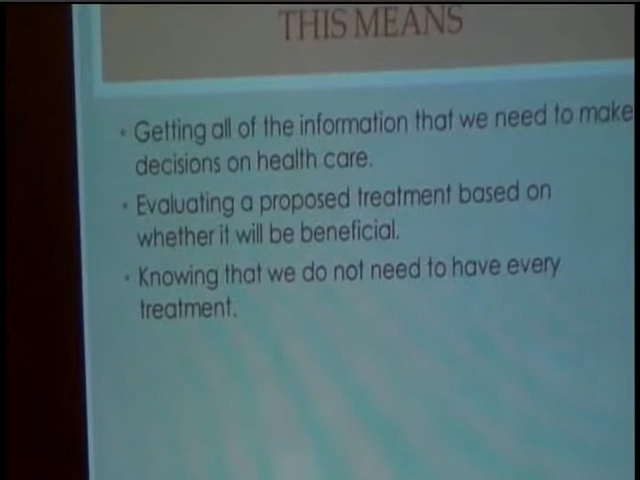 THIS MEANS
• Getting all of the information that we need to make
decisions on health care.
• Evaluating a proposed treatment based on
whether it will be beneficial.
• Knowing that we do not need to have every
treatment.